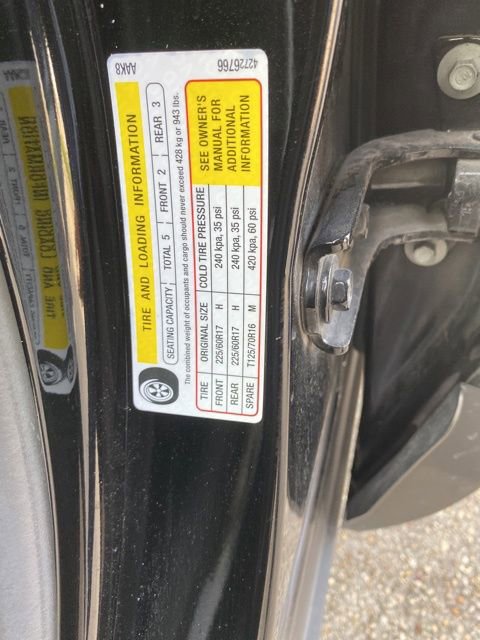 AAK8 42726766
TIRE AND LOADING INFORMATION
SEATING CAPACITY TOTAL 5 FRONT 2 REAR 3
The combined weight of occupants and cargo should never exceed 428 kg or 943 lbs.
TIRE ORIGINAL SIZE COLD TIRE PRESSURE
FRONT 225/60R17 H 240 kpa, 35 psi
REAR 225/60R17 H 240 kpa, 35 psi
SPARE T125/70R16 M 420 kpa, 60 psi
SEE OWNER'S
MANUAL FOR
ADDITIONAL
INFORMATION